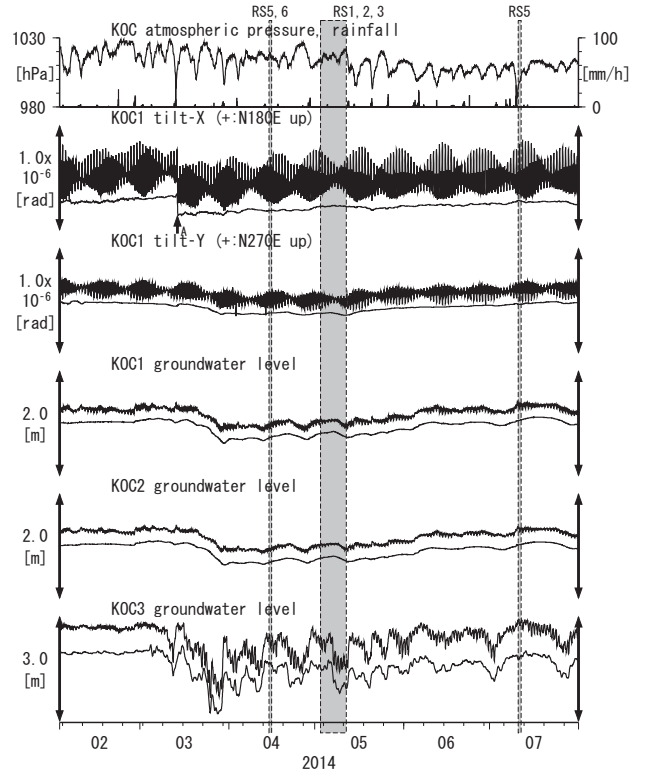 RS5, 6 RS1, 2, 3 RS5
KOC atmospheric pressure, rainfall
1030 100
[hPa] [mm/h]
980 0
KOC1 tilt-X (+:N180E up)
1.0x
10-6
[rad]
A
KOC1 tilt-Y (+:N270E up)
1.0x
10-6
[rad]
KOC1 groundwater level
2.0
[m]
KOC2 groundwater level
2.0
[m]
KOC3 groundwater level
3.0
[m]
02 03 04 05 06 07
2014